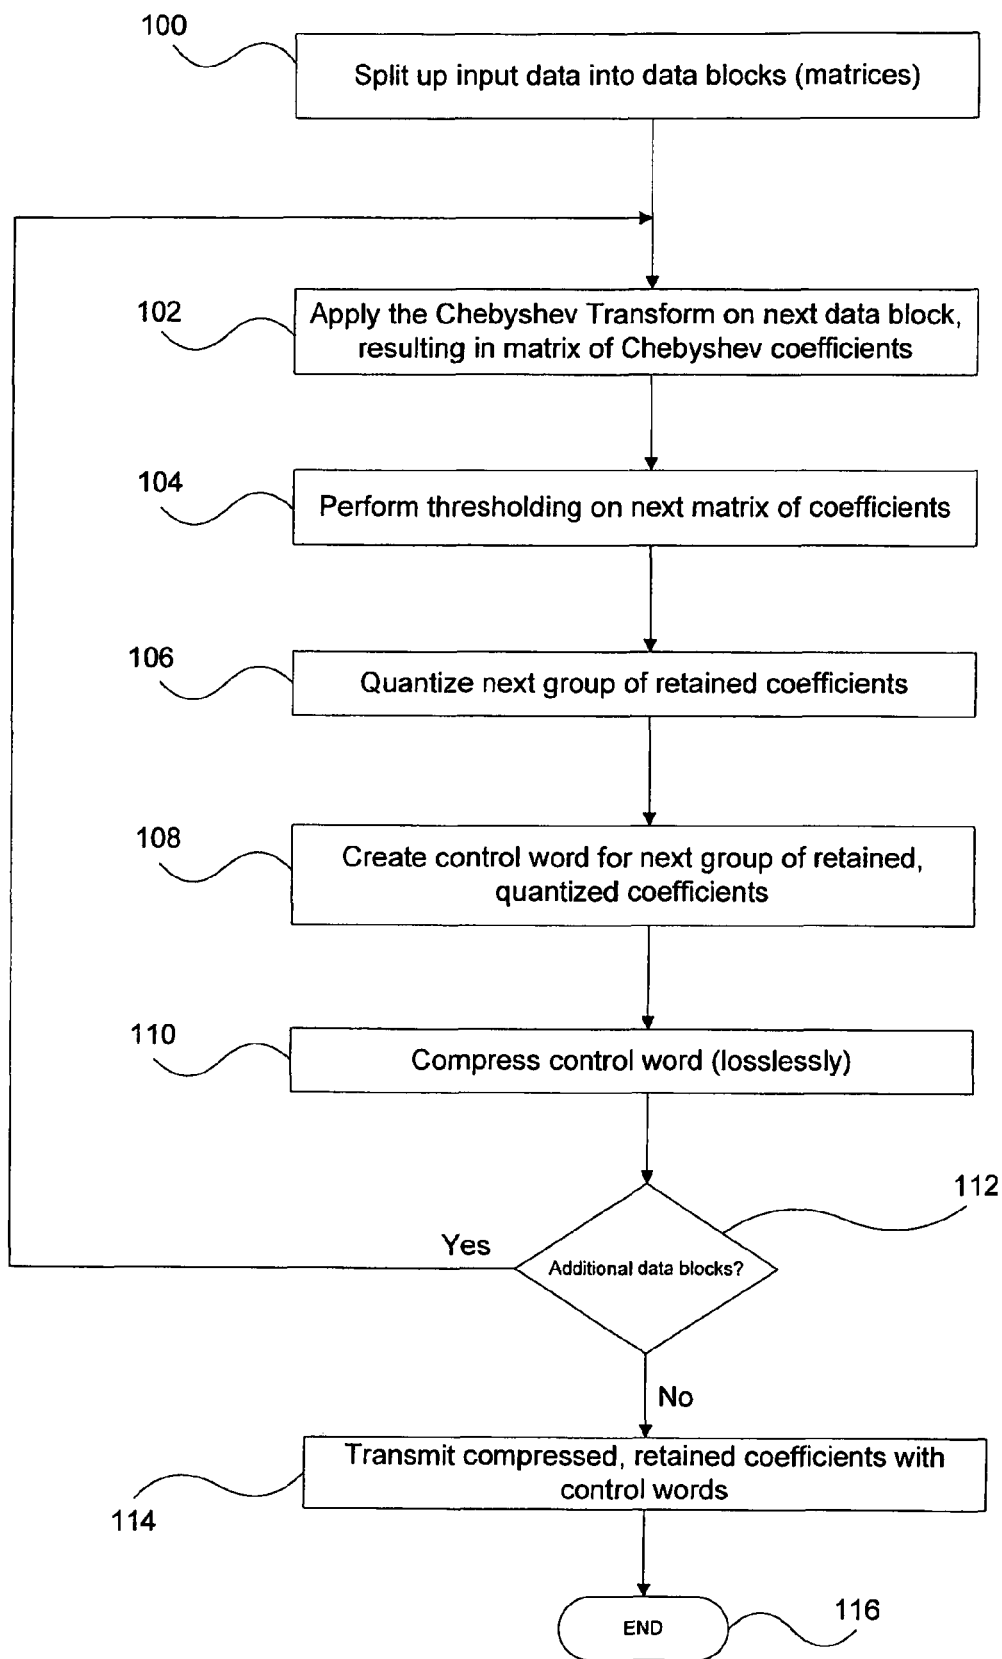 100
Split up input data into data blocks (matrices)
102
Apply the Chebyshev Transform on next data block,
resulting in matrix of Chebyshev coefficients
104
Perform thresholding on next matrix of coefficients
106
Quantize next group of retained coefficients
108
Create control word for next group of retained,
quantized coefficients
110
Compress control word (losslessly)
112
Yes
Additional data blocks?
No
Transmit compressed, retained coefficients with
control words
114
END
116